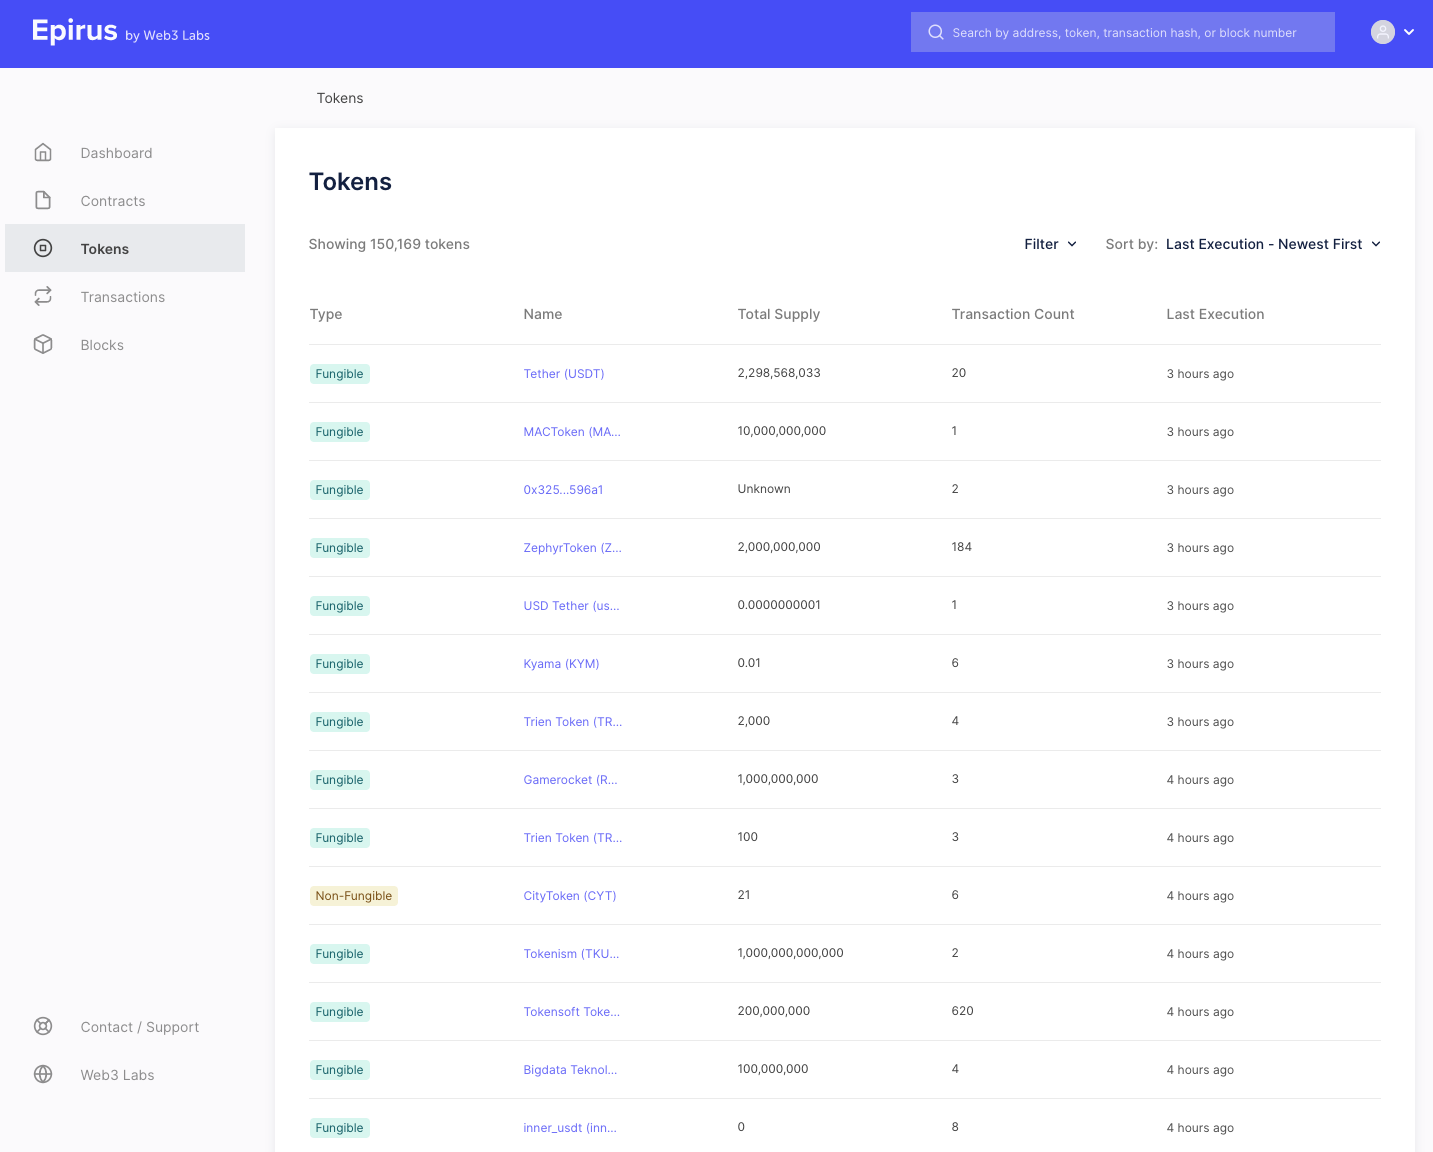 Epirus by Web3 Labs
Search by address, token, transaction hash, or block number
Tokens
Dashboard
Contracts
Tokens
Transactions
Blocks
Contact / Support
Web3 Labs
Tokens
Showing 150,169 tokens
Filter
Sort by: Last Execution - Newest First
Type Name Total Supply Transaction Count Last Execution
Fungible Tether (USDT) 2,298,568,033 20 3 hours ago
Fungible MACToken (MA... 10,000,000,000 1 3 hours ago
Fungible 0x325...596a1 Unknown 2 3 hours ago
Fungible ZephyrToken (Z... 2,000,000,000 184 3 hours ago
Fungible USD Tether (us... 0.0000000001 1 3 hours ago
Fungible Kyama (KYM) 0.01 6 3 hours ago
Fungible Trien Token (TR... 2,000 4 3 hours ago
Fungible Gamerocket (R... 1,000,000,000 3 4 hours ago
Fungible Trien Token (TR... 100 3 4 hours ago
Non-Fungible CityToken (CYT) 21 6 4 hours ago
Fungible Tokenism (TKU... 1,000,000,000,000 2 4 hours ago
Fungible Tokensoft Toke... 200,000,000 620 4 hours ago
Fungible Bigdata Teknol... 100,000,000 4 4 hours ago
Fungible inner_usdt (inn... 0 8 4 hours ago